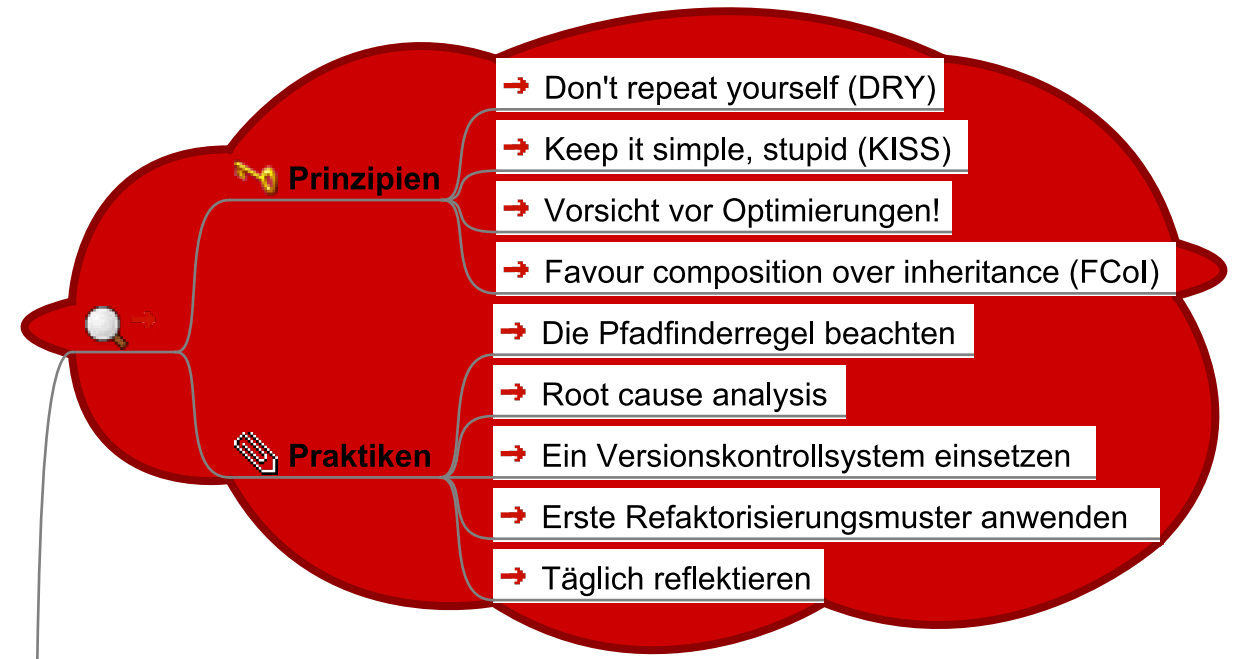 Prinzipien
Don't repeat yourself (DRY)
Keep it simple, stupid (KISS)
Vorsicht vor Optimierungen!
Favour composition over inheritance (FCoI)
Praktiken
Die Pfadfinderregel beachten
Root cause analysis
Ein Versionskontrollsystem einsetzen
Erste Refaktorisierungsmuster anwenden
Täglich reflektieren